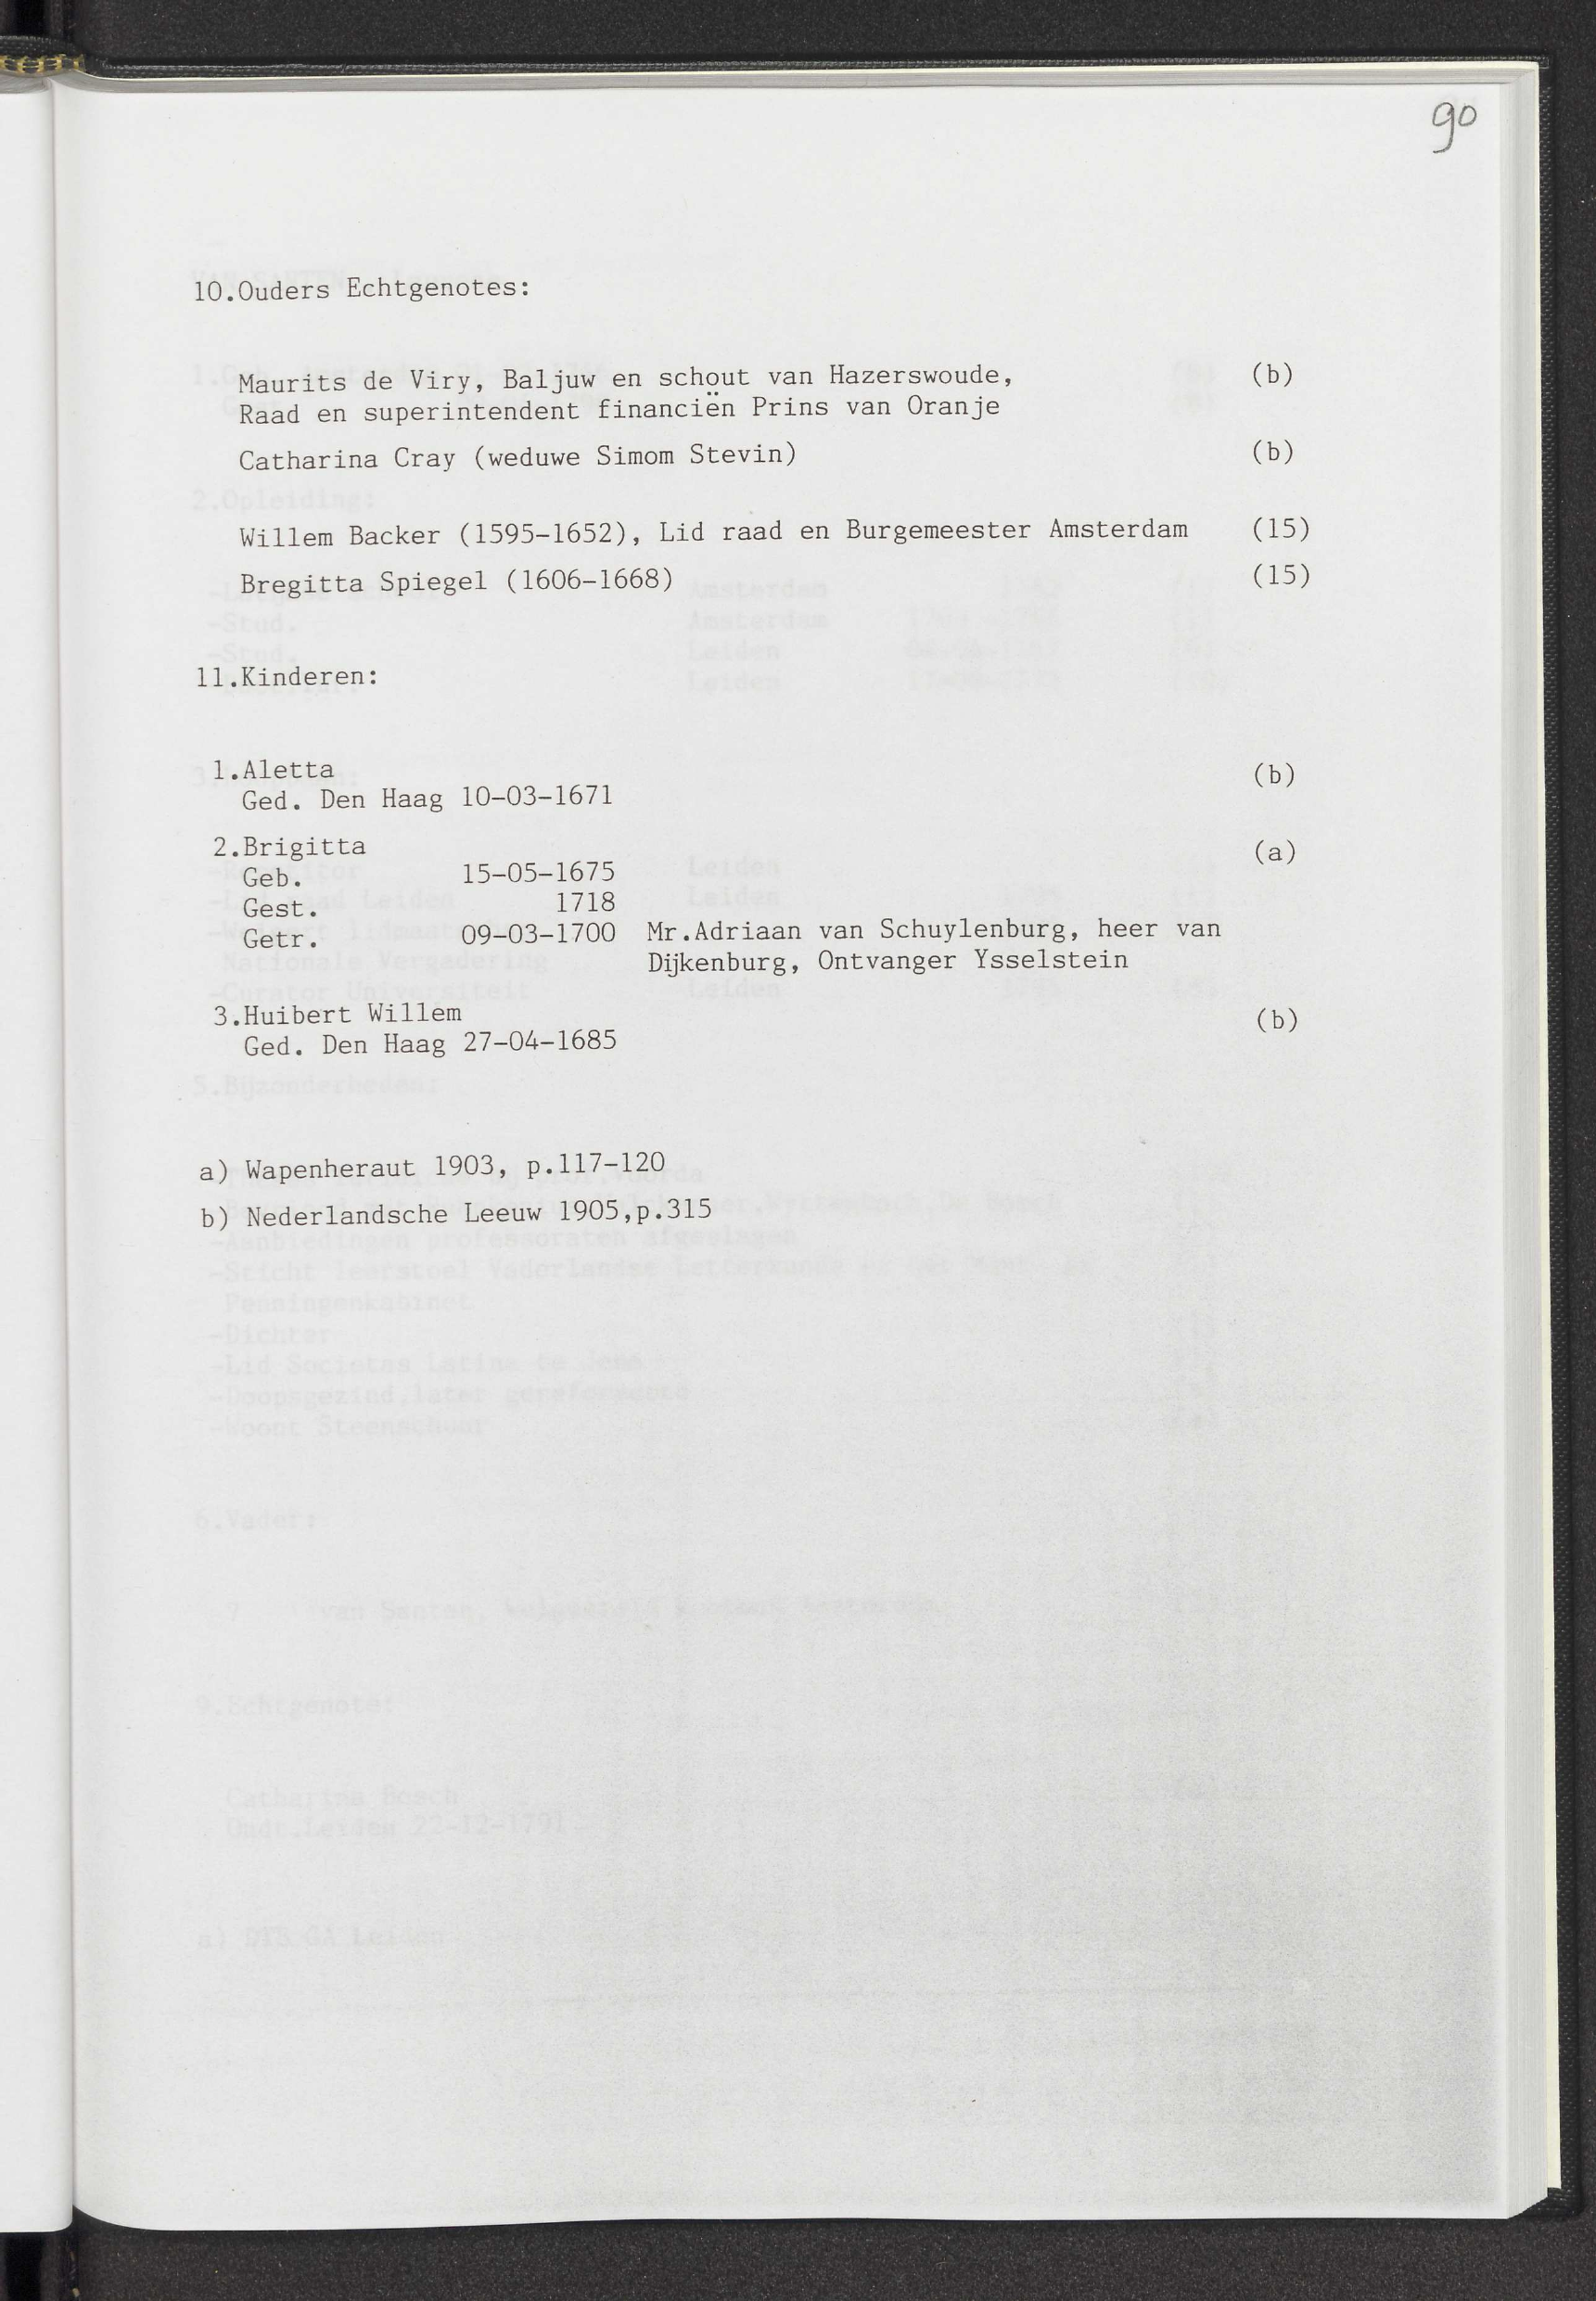 90
10.Ouders Echtgenotes:
Maurits de Viry, Baljuw en schout van Hazerswoude, (b)
Raad en superintendent financiën Prins van Oranje
Catharina Cray (weduwe Simom Stevin) (b)
Willem Backer (1595-1652), Lid raad en Burgemeester Amsterdam (15)
Bregitta Spiegel (1606-1668) (15)
11.Kinderen:
1.Aletta (b)
Ged. Den Haag 10-03-1671
2.Brigitta (a)
Geb. 15-05-1675
Gest. 1718
Getr. 09-03-1700 Mr.Adriaan van Schuylenburg, heer van
Dijkenburg, Ontvanger Ysselstein
3.Huibert Willem (b)
Ged. Den Haag 27-04-1685
a) Wapenheraut 1903, p.117-120
b) Nederlandsche Leeuw 1905,p.315